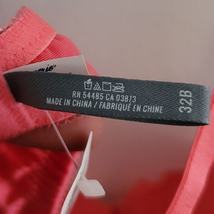 RN 54485 CA 03813
MADE IN CHINA / FABRIQUÉ EN CHINE
32B